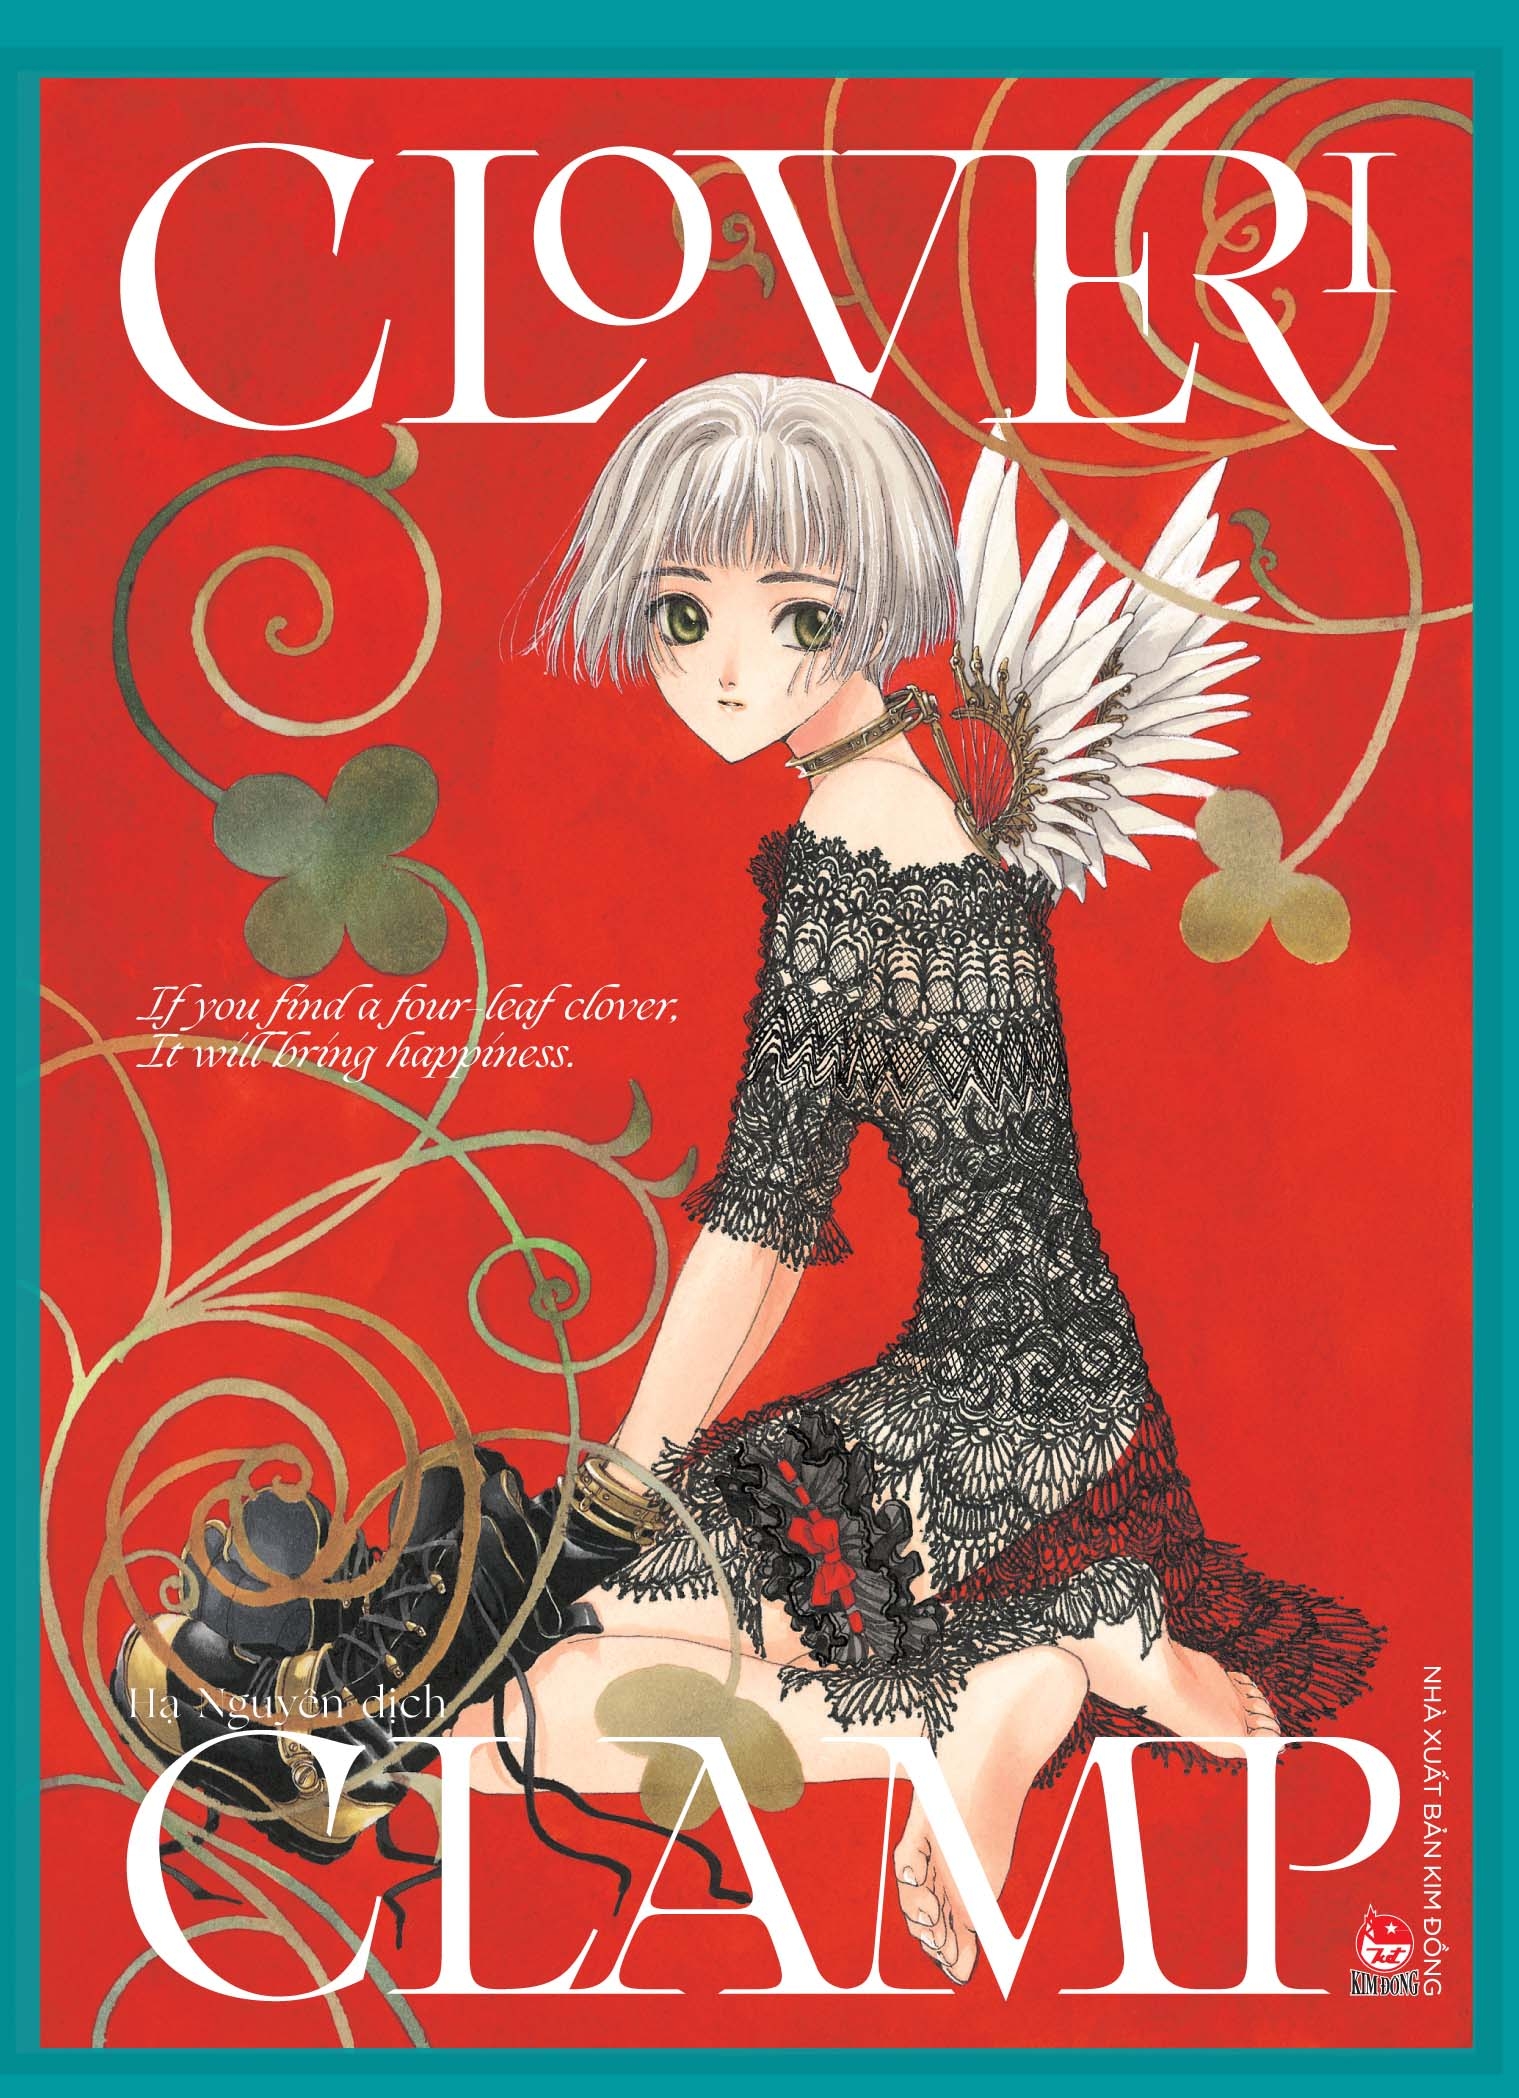 CLOVER I
If you find a four-leaf clover,
It will bring happiness.
Hạ Nguyên dịch
CLAMP
NHÀ XUẤT BẢN KIM ĐỒNG
KIM ĐỒNG